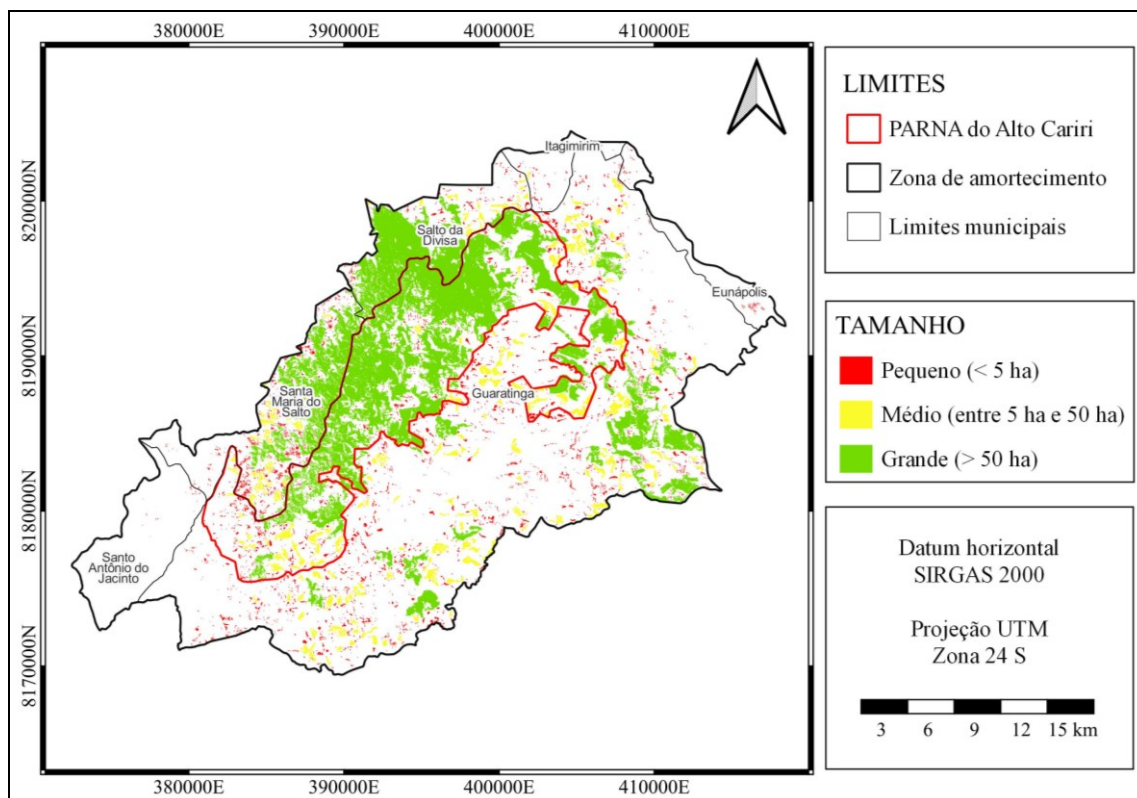 380000E 390000E 400000E 410000E
8200000N
8190000N
8180000N
8170000N
Itagimirim
Salto da
Divisa
Eunápolis
Santa
Maria do
Salto
Guaratinga
Santo
Antônio do
Jacinto
380000E 390000E 400000E 410000E
LIMITES
PARNA do Alto Cariri
Zona de amortecimento
Limites municipais
TAMANHO
Pequeno (< 5 ha)
Médio (entre 5 ha e 50 ha)
Grande (> 50 ha)
Datum horizontal
SIRGAS 2000
Projeção UTM
Zona 24 S
3 6 9 12 15 km